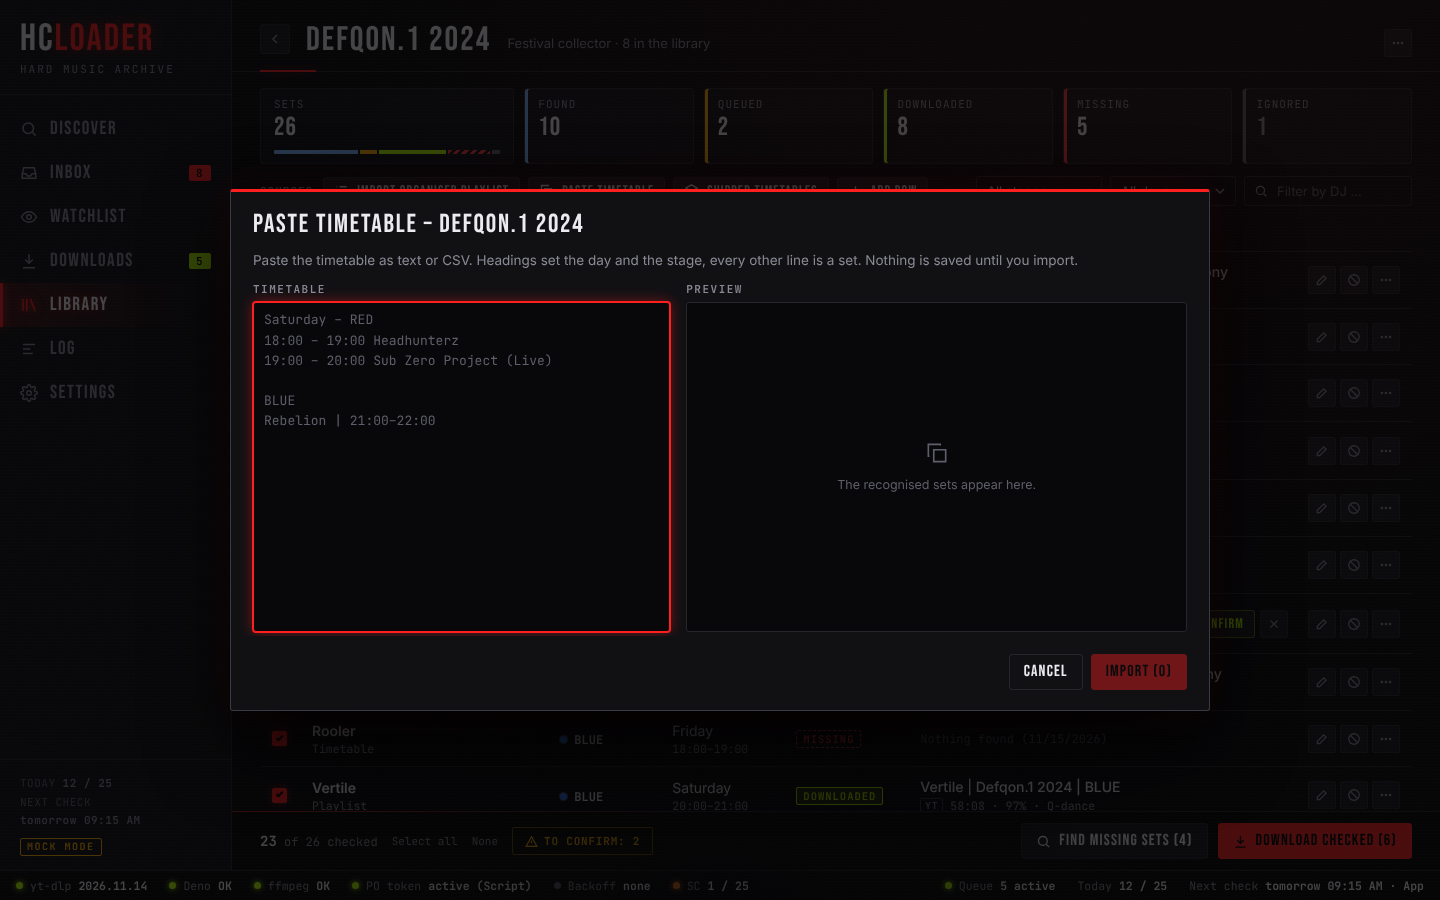 HCLOADER
HARD MUSIC ARCHIVE
DISCOVER
INBOX 8
WATCHLIST
DOWNLOADS 5
LIBRARY
LOG
SETTINGS
TODAY 12 / 25
NEXT CHECK
tomorrow 09:15 AM
MOCK MODE
DEFQON.1 2024 Festival collector · 8 in the library
SETS
26
FOUND
10
QUEUED
2
DOWNLOADED
8
MISSING
5
IGNORED
1
IMPORT ORGANISER PLAYLIST PASTE TIMETABLE SHIPPED TIMETABLES ADD ROW Filter by DJ ...
PASTE TIMETABLE – DEFQON.1 2024
Paste the timetable as text or CSV. Headings set the day and the stage, every other line is a set. Nothing is saved until you import.
TIMETABLE
Saturday – RED
18:00 – 19:00 Headhunterz
19:00 – 20:00 Sub Zero Project (Live)
BLUE
Rebelion | 21:00–22:00
PREVIEW
The recognised sets appear here.
CANCEL IMPORT (0)
Rooler BLUE Friday MISSING Nothing found (11/15/2026)
Timetable 18:00–19:00
Vertile BLUE Saturday DOWNLOADED Vertile | Defqon.1 2024 | BLUE
Playlist 20:00–21:00 YT 58:08 · 97% · Q-dance
23 of 26 checked Select all None TO CONFIRM: 2 FIND MISSING SETS (4) DOWNLOAD CHECKED (6)
yt-dlp 2026.11.14 Deno OK ffmpeg OK PO token active (Script) Backoff none SC 1 / 25 Queue 5 active Today 12 / 25 Next check tomorrow 09:15 AM · App